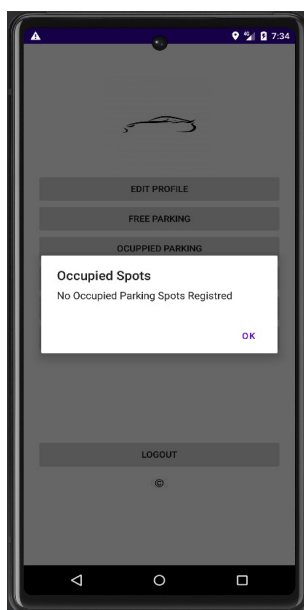 7:34
EDIT PROFILE
FREE PARKING
OCUPPIED PARKING
Occupied Spots
No Occupied Parking Spots Registred
OK
LOGOUT
©